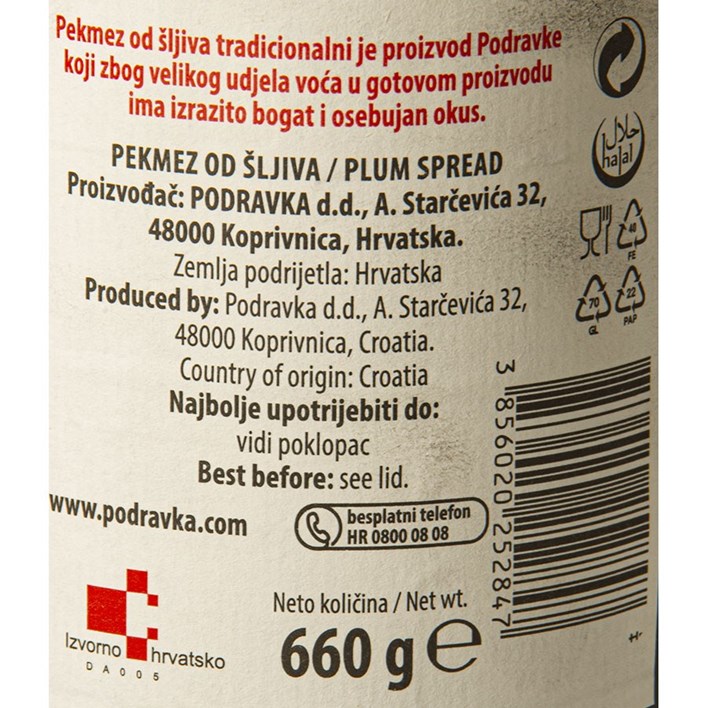 Pekmez od šljiva tradicionalni je proizvod Podravke
koji zbog velikog udjela voća u gotovom proizvodu
ima izrazito bogat i osebujan okus.
PEKMEZ OD ŠLJIVA / PLUM SPREAD
Proizvođač: PODRAVKA d.d., A. Starčevića 32,
48000 Koprivnica, Hrvatska.
Zemlja podrijetla: Hrvatska
Produced by: Podravka d.d., A. Starčevića 32,
48000 Koprivnica, Croatia.
Country of origin: Croatia
Najbolje upotrijebiti do:
vidi poklopac
Best before: see lid.
www.podravka.com
besplatni telefon
HR 0800 08 08
Izvorno hrvatsko
DA005
Neto količina / Net wt.
660 g e
حلال
halal
40
FE
70
GL
22
PAP
3 856020 252847